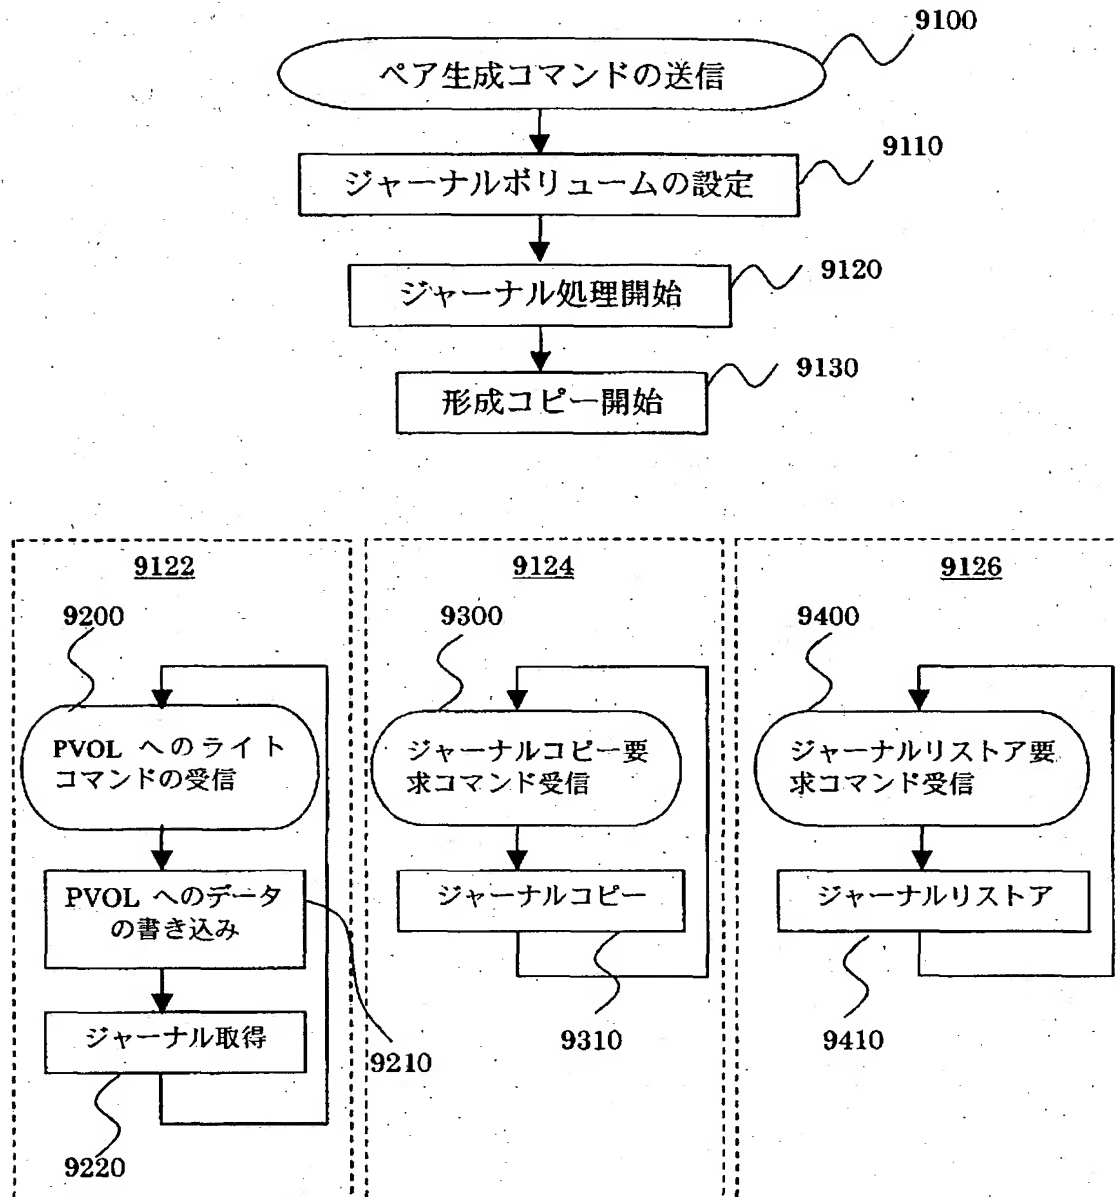 9100
ペア生成コマンドの送信
9110
ジャーナルボリュームの設定
9120
ジャーナル処理開始
9130
形成コピー開始
9122
9200
PVOL へのライト
コマンドの受信
PVOL へのデータ
の書き込み
9210
ジャーナル取得
9220
9124
9300
ジャーナルコピー要
求コマンド受信
ジャーナルコピー
9310
9126
9400
ジャーナルリストア要
求コマンド受信
ジャーナルリストア
9410